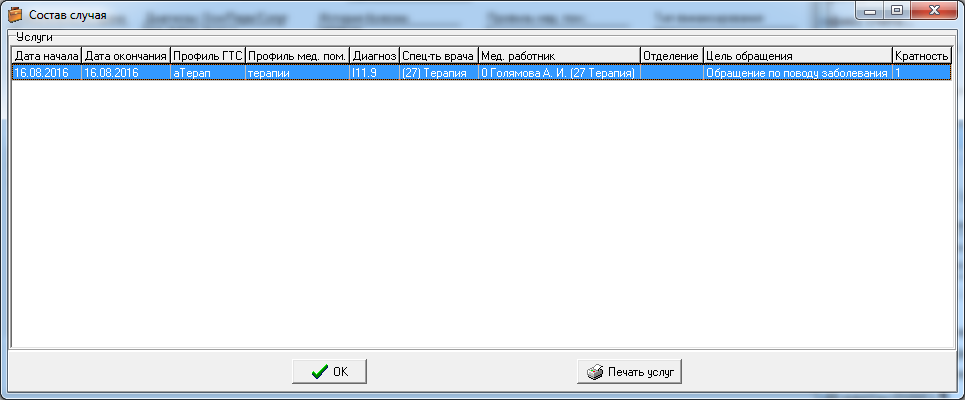 Состав случая
Услуги
Дата начала Дата окончания Профиль ГТС Профиль мед. пом. Диагноз Спец-ть врача Мед. работник Отделение Цель обращения Кратность
16.08.2016 16.08.2016 аТерап терапии I11.9 (27) Терапия 0 Голямова А. И. (27 Терапия) Обращение по поводу заболевания 1
OK Печать услуг